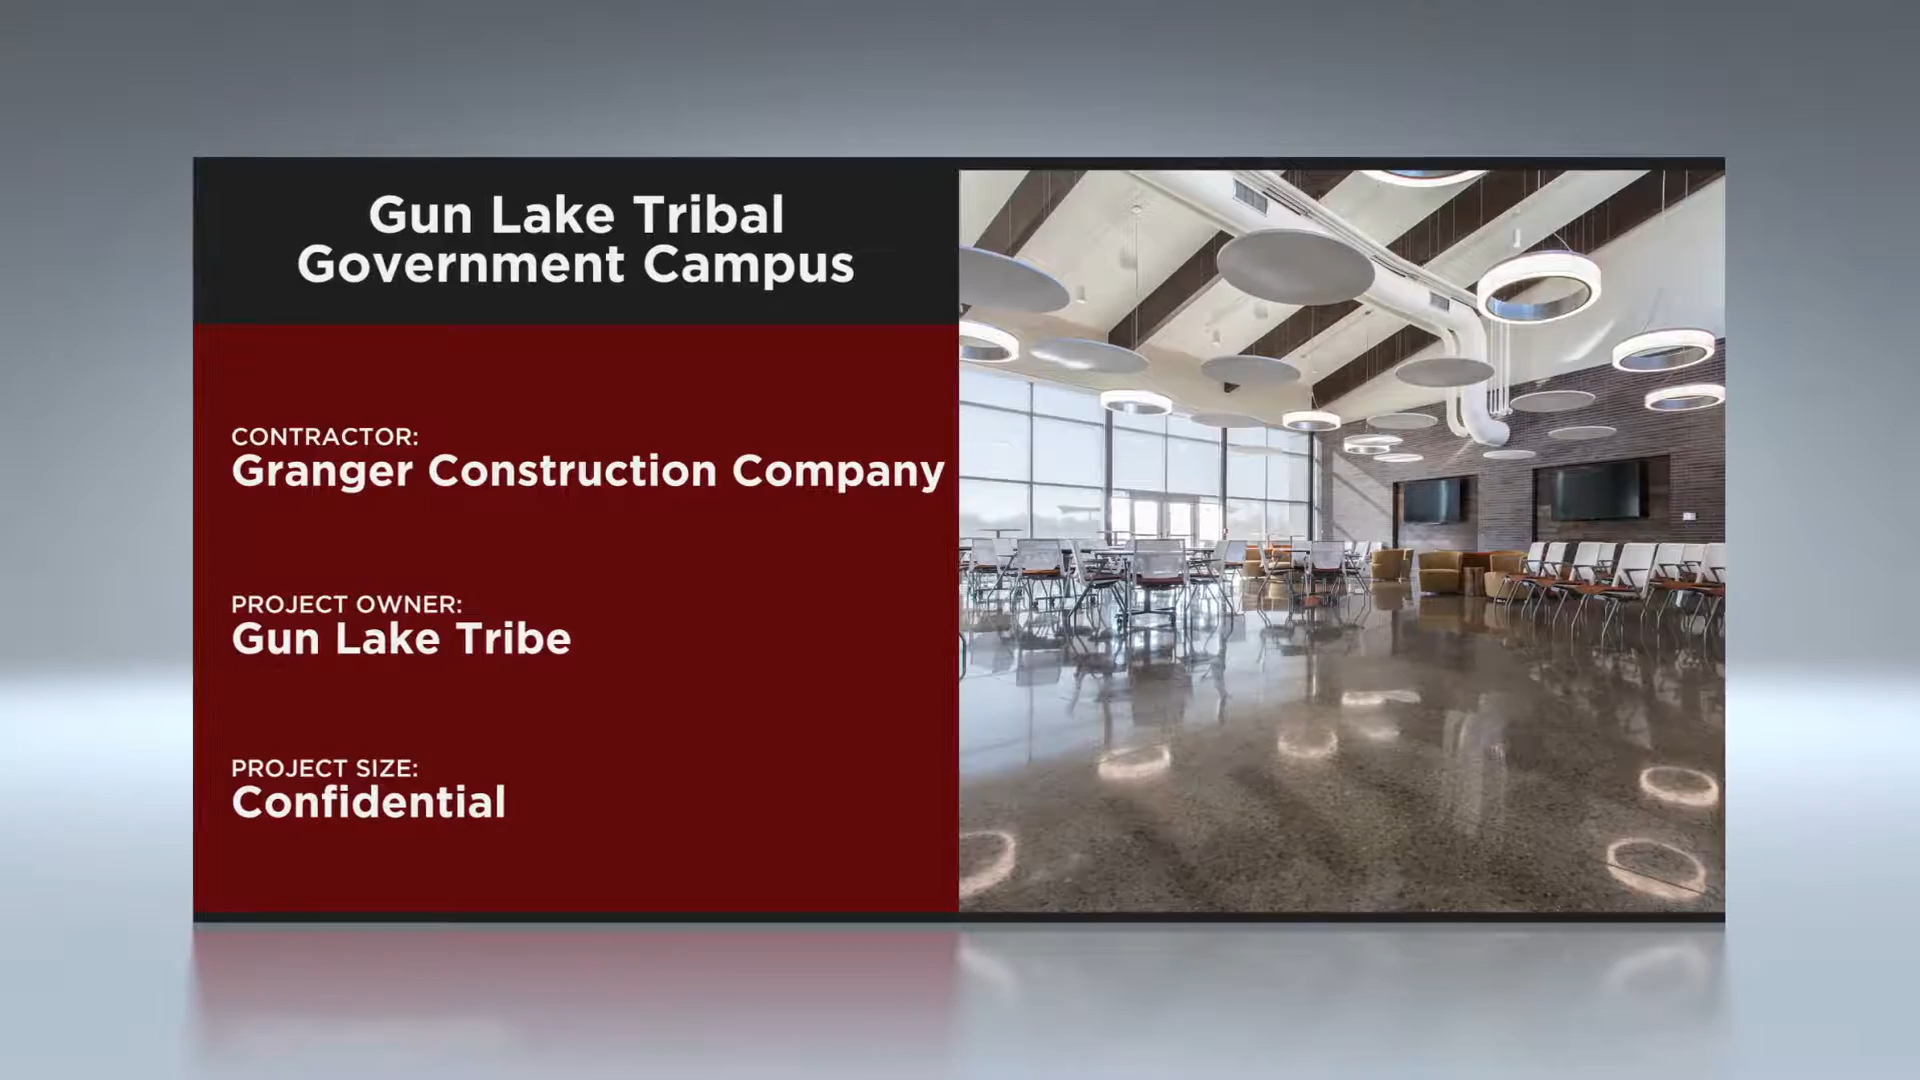 Gun Lake Tribal
Government Campus
CONTRACTOR:
Granger Construction Company
PROJECT OWNER:
Gun Lake Tribe
PROJECT SIZE:
Confidential